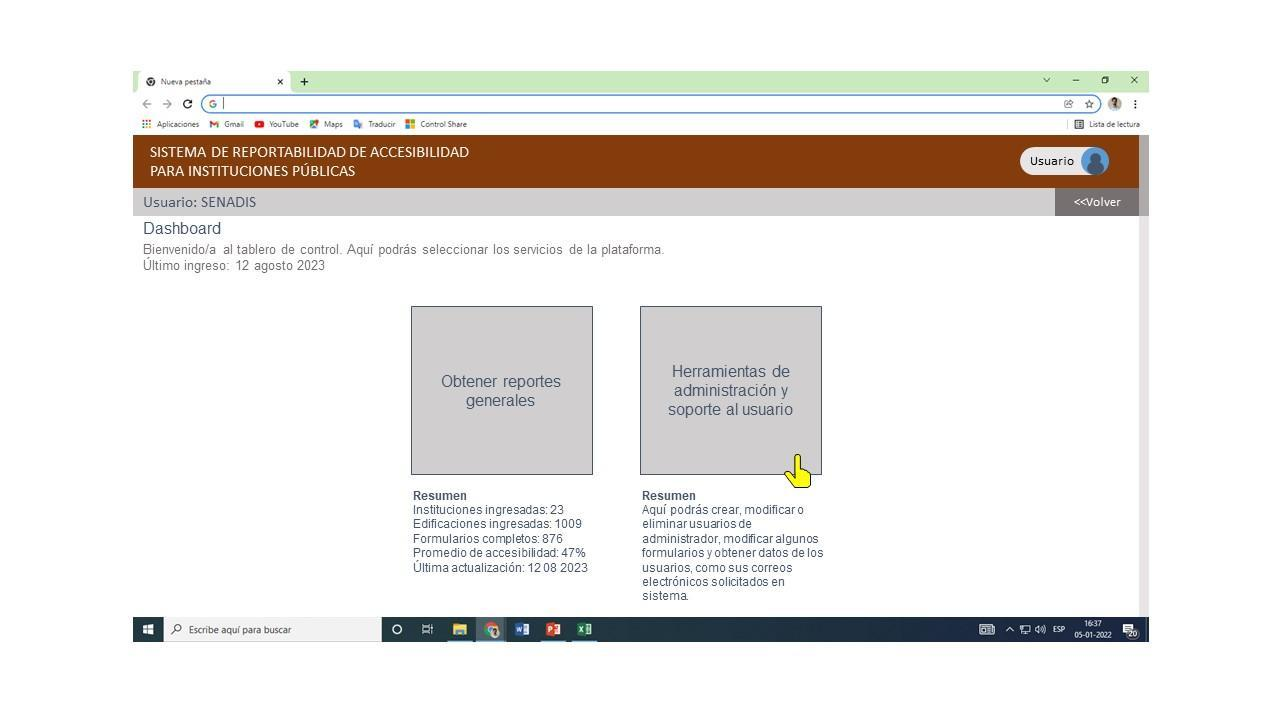 Nueva pestaña
Aplicaciones Gmail YouTube Maps Traducir Control Share Lista de lectura
SISTEMA DE REPORTABILIDAD DE ACCESIBILIDAD
PARA INSTITUCIONES PÚBLICAS
Usuario
Usuario: SENADIS
<<Volver
Dashboard
Bienvenido/a al tablero de control. Aquí podrás seleccionar los servicios de la plataforma.
Último ingreso: 12 agosto 2023
Obtener reportes
generales
Herramientas de
administración y
soporte al usuario
Resumen
Instituciones ingresadas: 23
Edificaciones ingresadas: 1009
Formularios completos: 876
Promedio de accesibilidad: 47%
Última actualización: 12 08 2023
Resumen
Aquí podrás crear, modificar o
eliminar usuarios de
administrador, modificar algunos
formularios y obtener datos de los
usuarios, como sus correos
electrónicos solicitados en
sistema.
Escribe aquí para buscar
ESP
16:37
05-01-2022
20